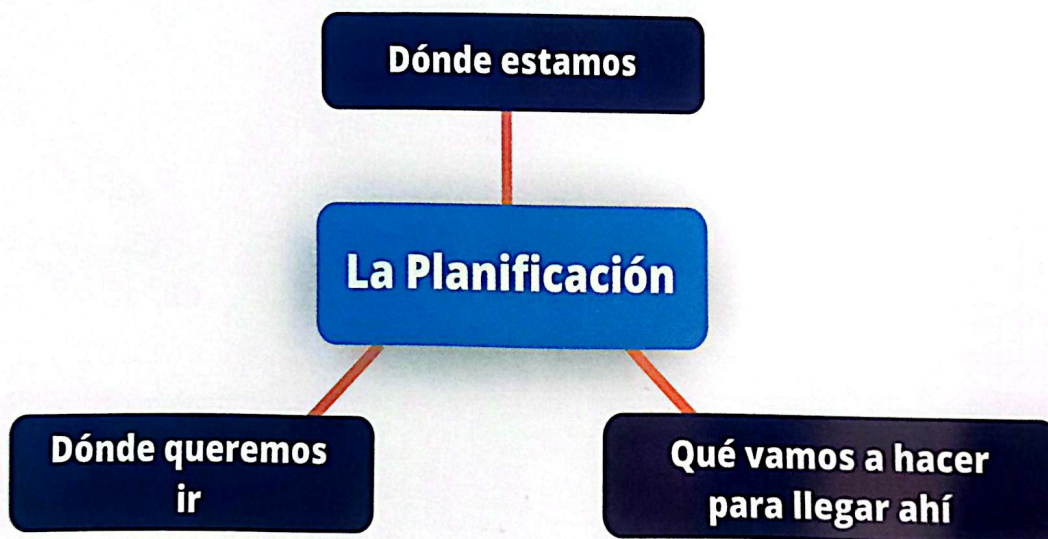 Dónde estamos
La Planificación
Dónde queremos
ir
Qué vamos a hacer
para llegar ahí